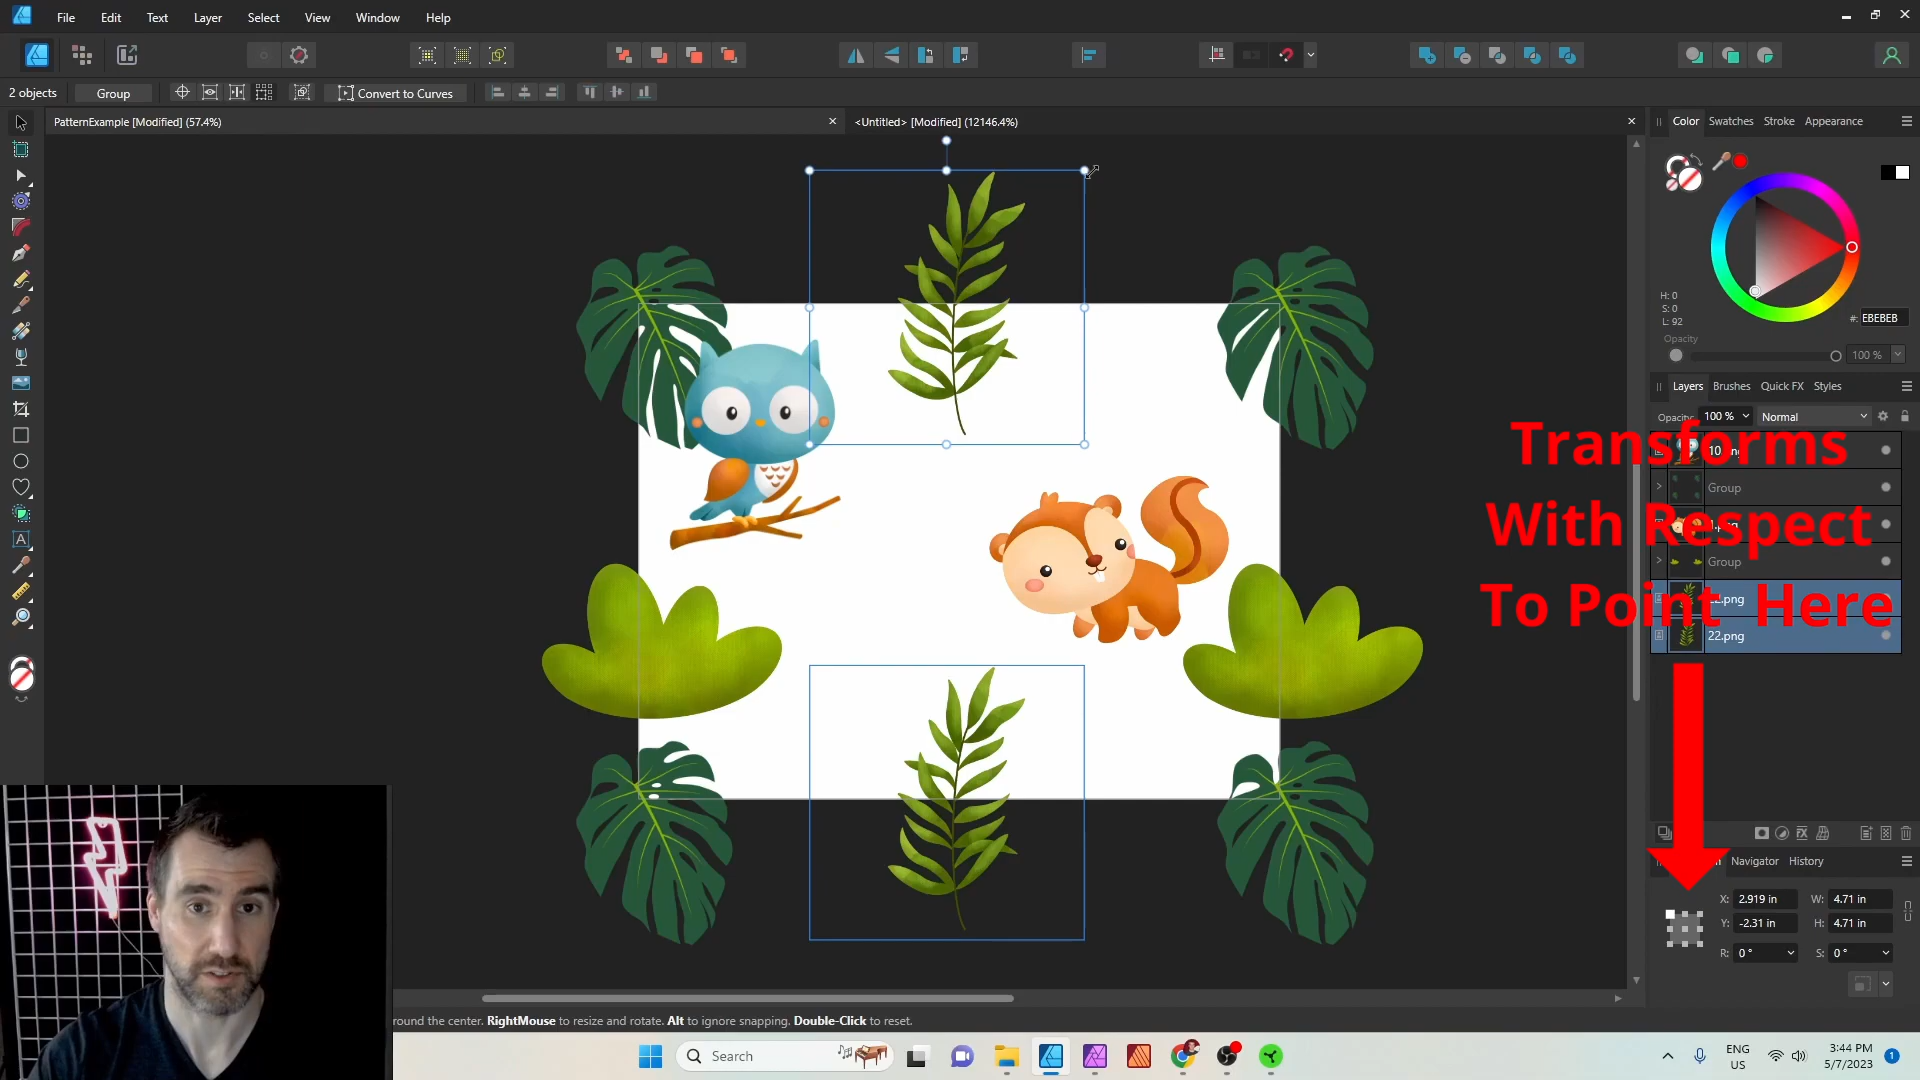 File Edit Text Layer Select View Window Help
2 objects Group Convert to Curves
PatternExample [Modified] (57.4%)
<Untitled> [Modified] (12146.4%)
Color Swatches Stroke Appearance
H: 0
S: 0
L: 92
#: EBEBEB
Opacity
100 %
Layers Brushes Quick FX Styles
Opacity: 100 % Normal
Transforms
With Respect
To Point Here
Group
Group
22.png
Navigator History
X: 2.919 in W: 4.71 in
Y: -2.31 in H: 4.71 in
R: 0 ° S: 0 °
round the center. RightMouse to resize and rotate. Alt to ignore snapping. Double-Click to reset.
Search
ENG
US
3:44 PM
5/7/2023
1